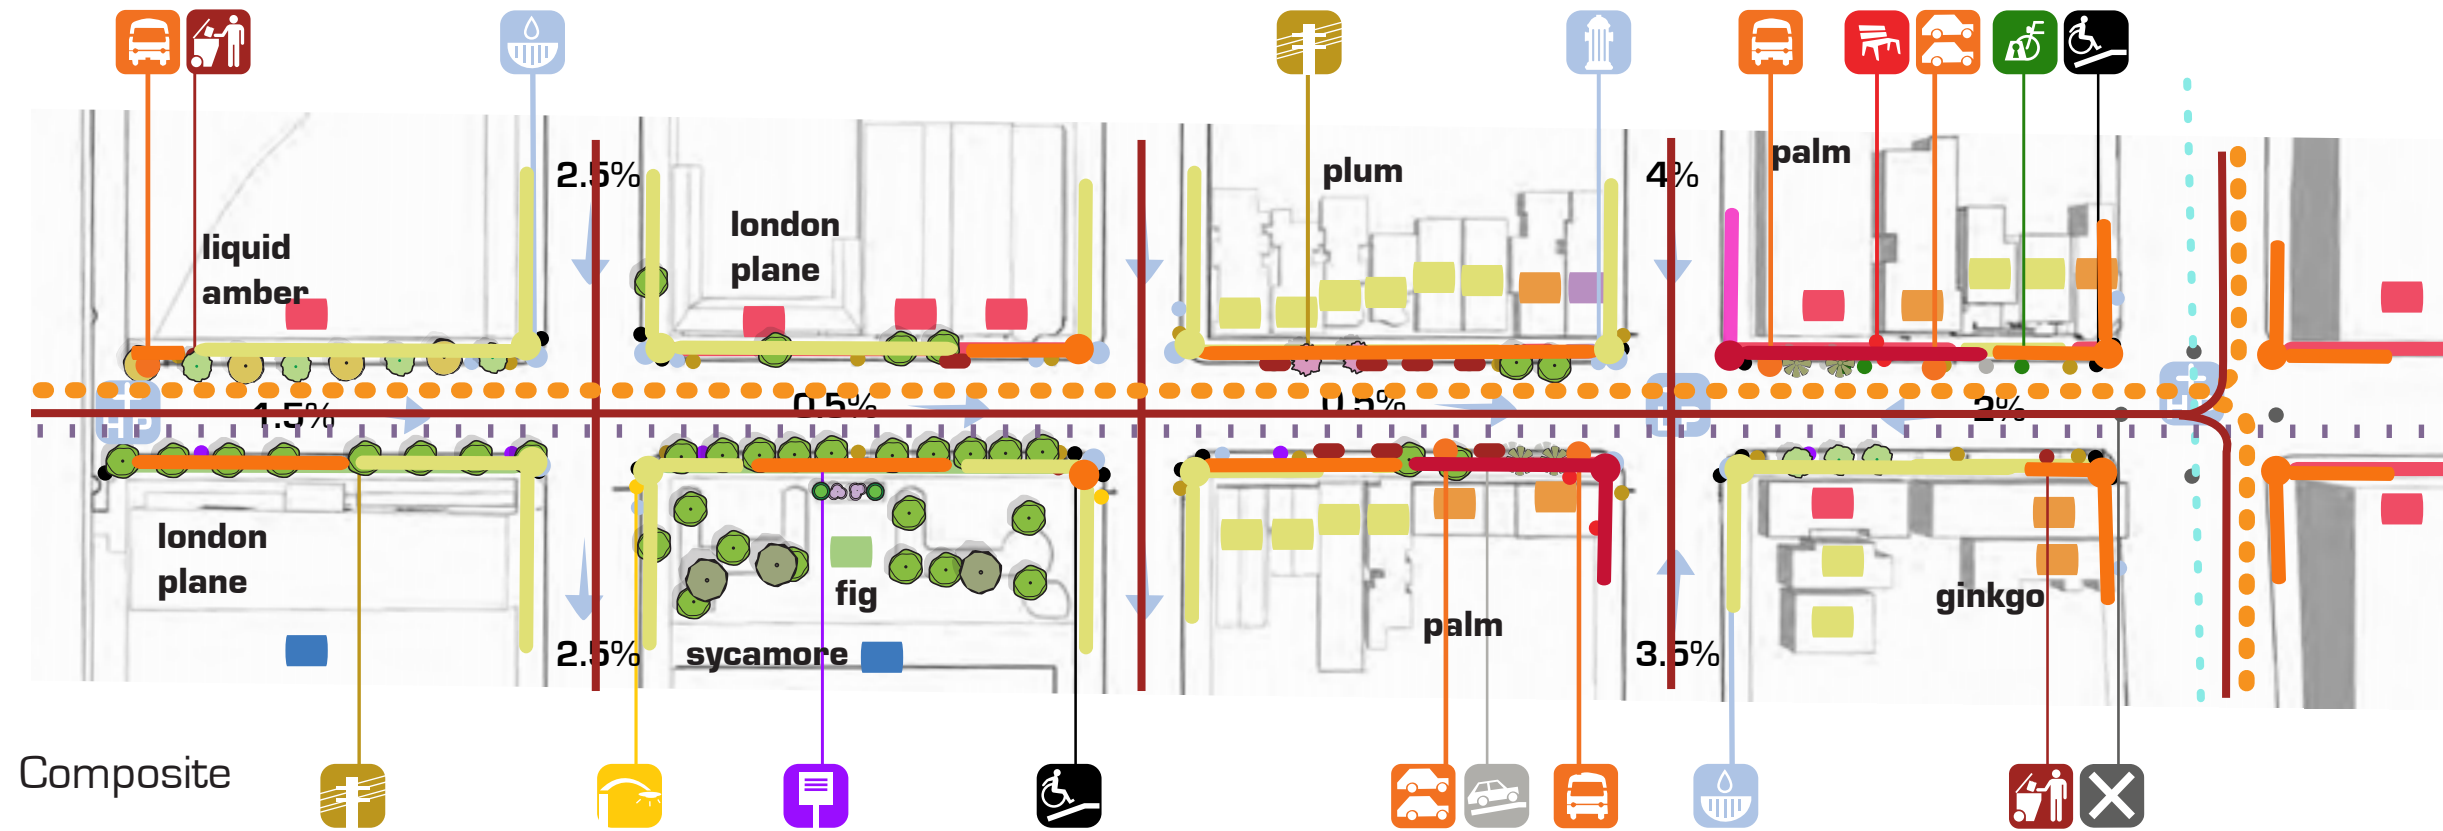 2.5%
4%
palm
plum
london
plane
liquid
amber
1.5%
0.5%
0.5%
2%
london
plane
fig
sycamore
2.5%
palm
3.5%
ginkgo
Composite